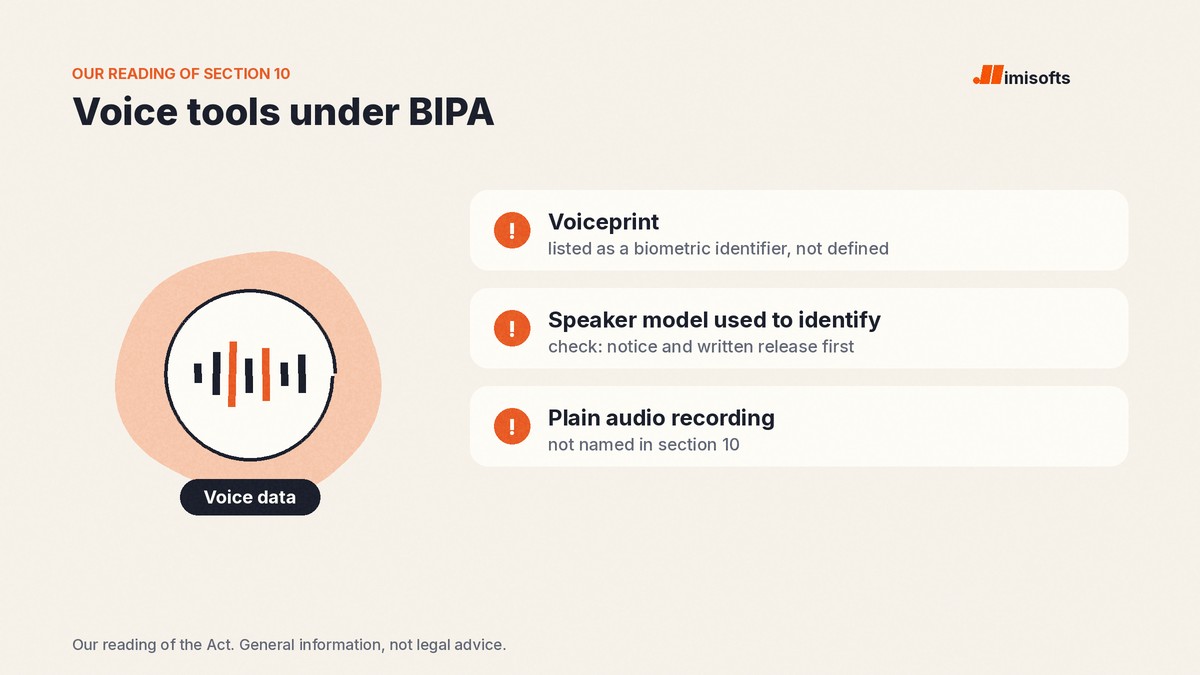 OUR READING OF SECTION 10
Voice tools under BIPA
imisofts
Voiceprint
listed as a biometric identifier, not defined
Speaker model used to identify
check: notice and written release first
Plain audio recording
not named in section 10
Voice data
Our reading of the Act. General information, not legal advice.